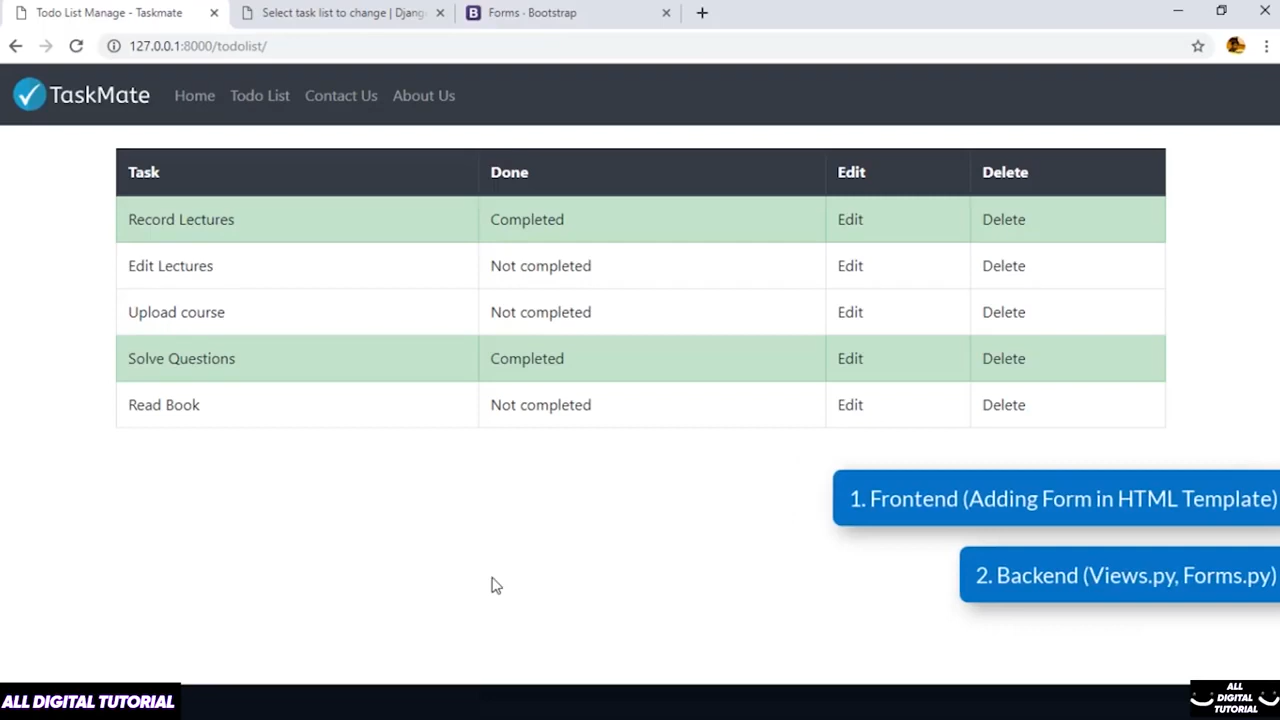 Todo List Manage - Taskmate
Select task list to change | Djang
Forms · Bootstrap
127.0.0.1:8000/todolist/
TaskMate Home Todo List Contact Us About Us
Task Done Edit Delete
Record Lectures Completed Edit Delete
Edit Lectures Not completed Edit Delete
Upload course Not completed Edit Delete
Solve Questions Completed Edit Delete
Read Book Not completed Edit Delete
1. Frontend (Adding Form in HTML Template)
2. Backend (Views.py, Forms.py)
ALL DIGITAL TUTORIAL
ALL
DIGITAL
TUTORIAL